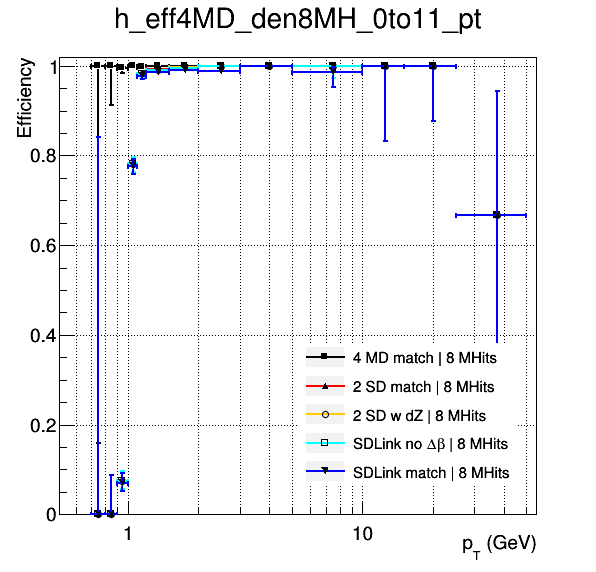 h_eff4MD_den8MH_0to11_pt
Efficiency
1
0.8
0.6
0.4
0.2
0
4 MD match | 8 MHits
2 SD match | 8 MHits
2 SD w dZ | 8 MHits
SDLink no Δβ | 8 MHits
SDLink match | 8 MHits
1 10
p_T (GeV)